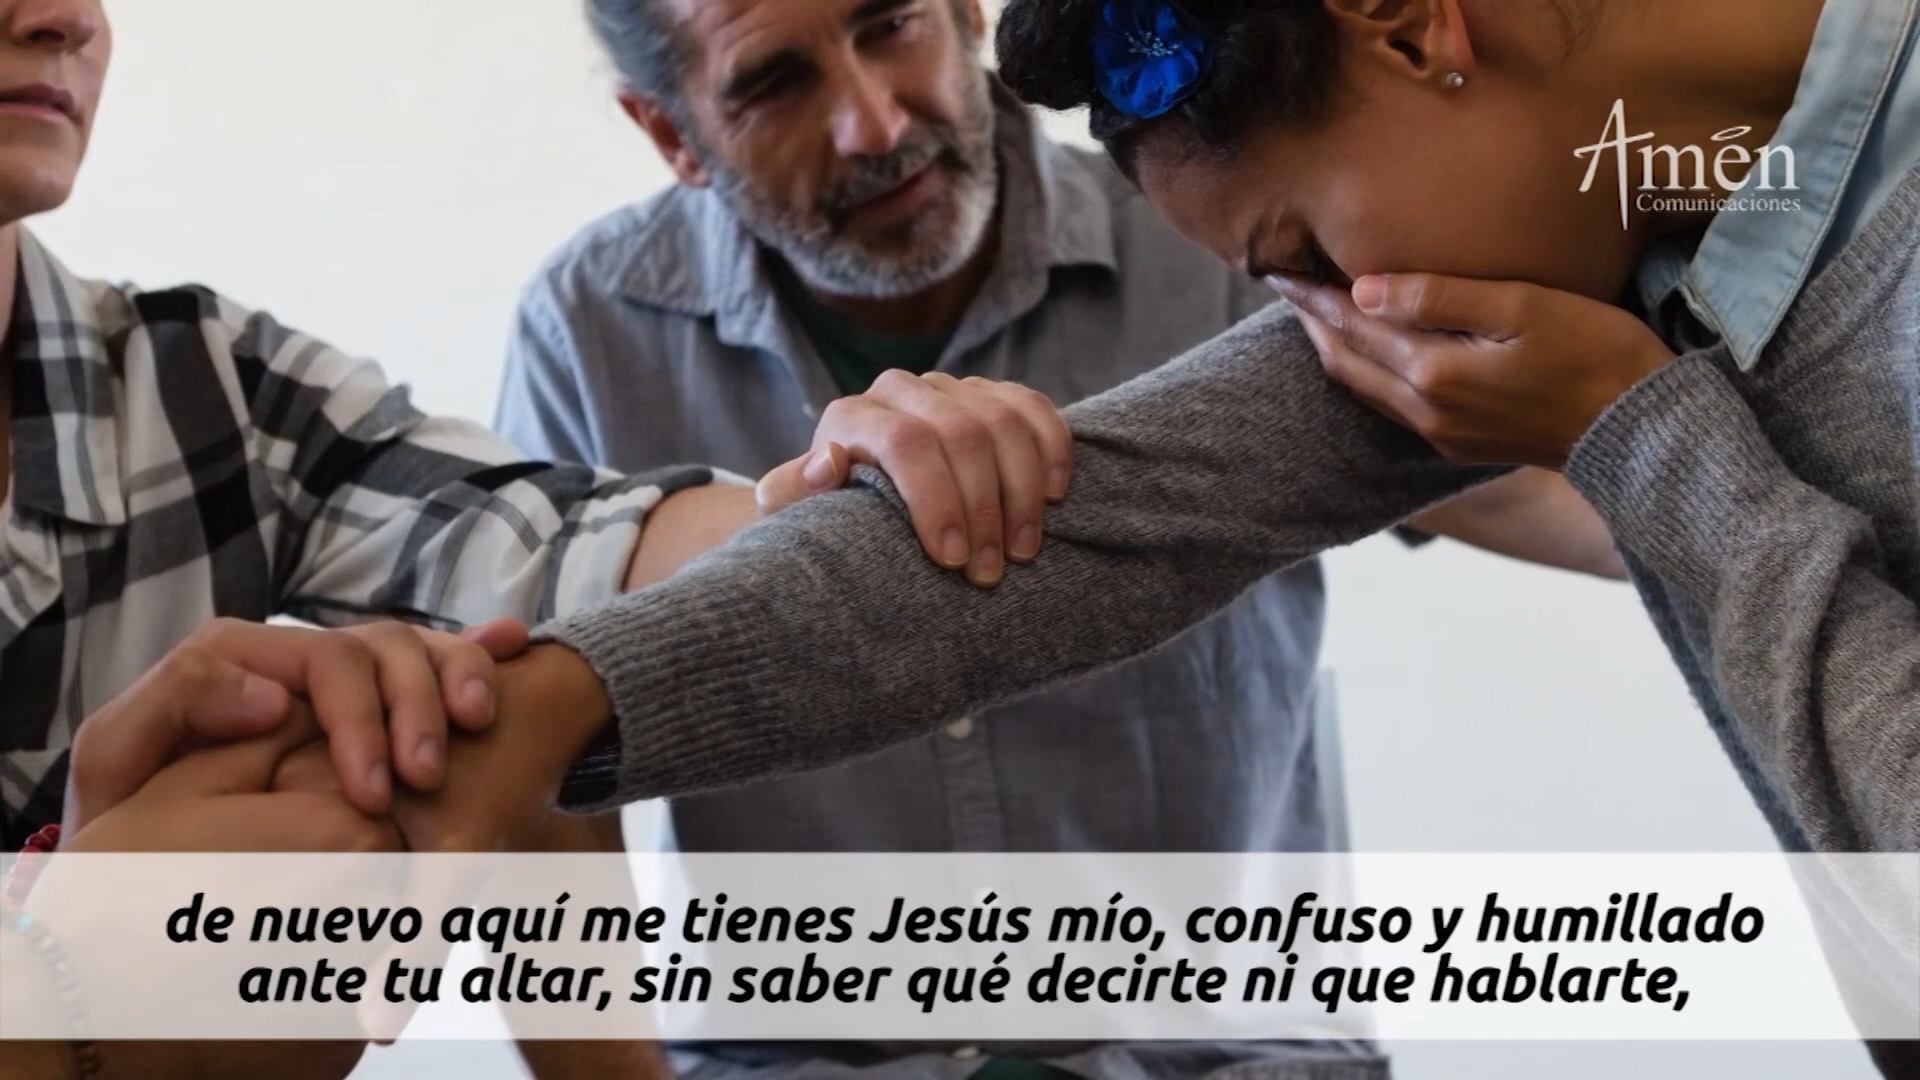 Amén
Comunicaciones
de nuevo aquí me tienes Jesús mío, confuso y humillado
ante tu altar, sin saber qué decirte ni que hablarte,